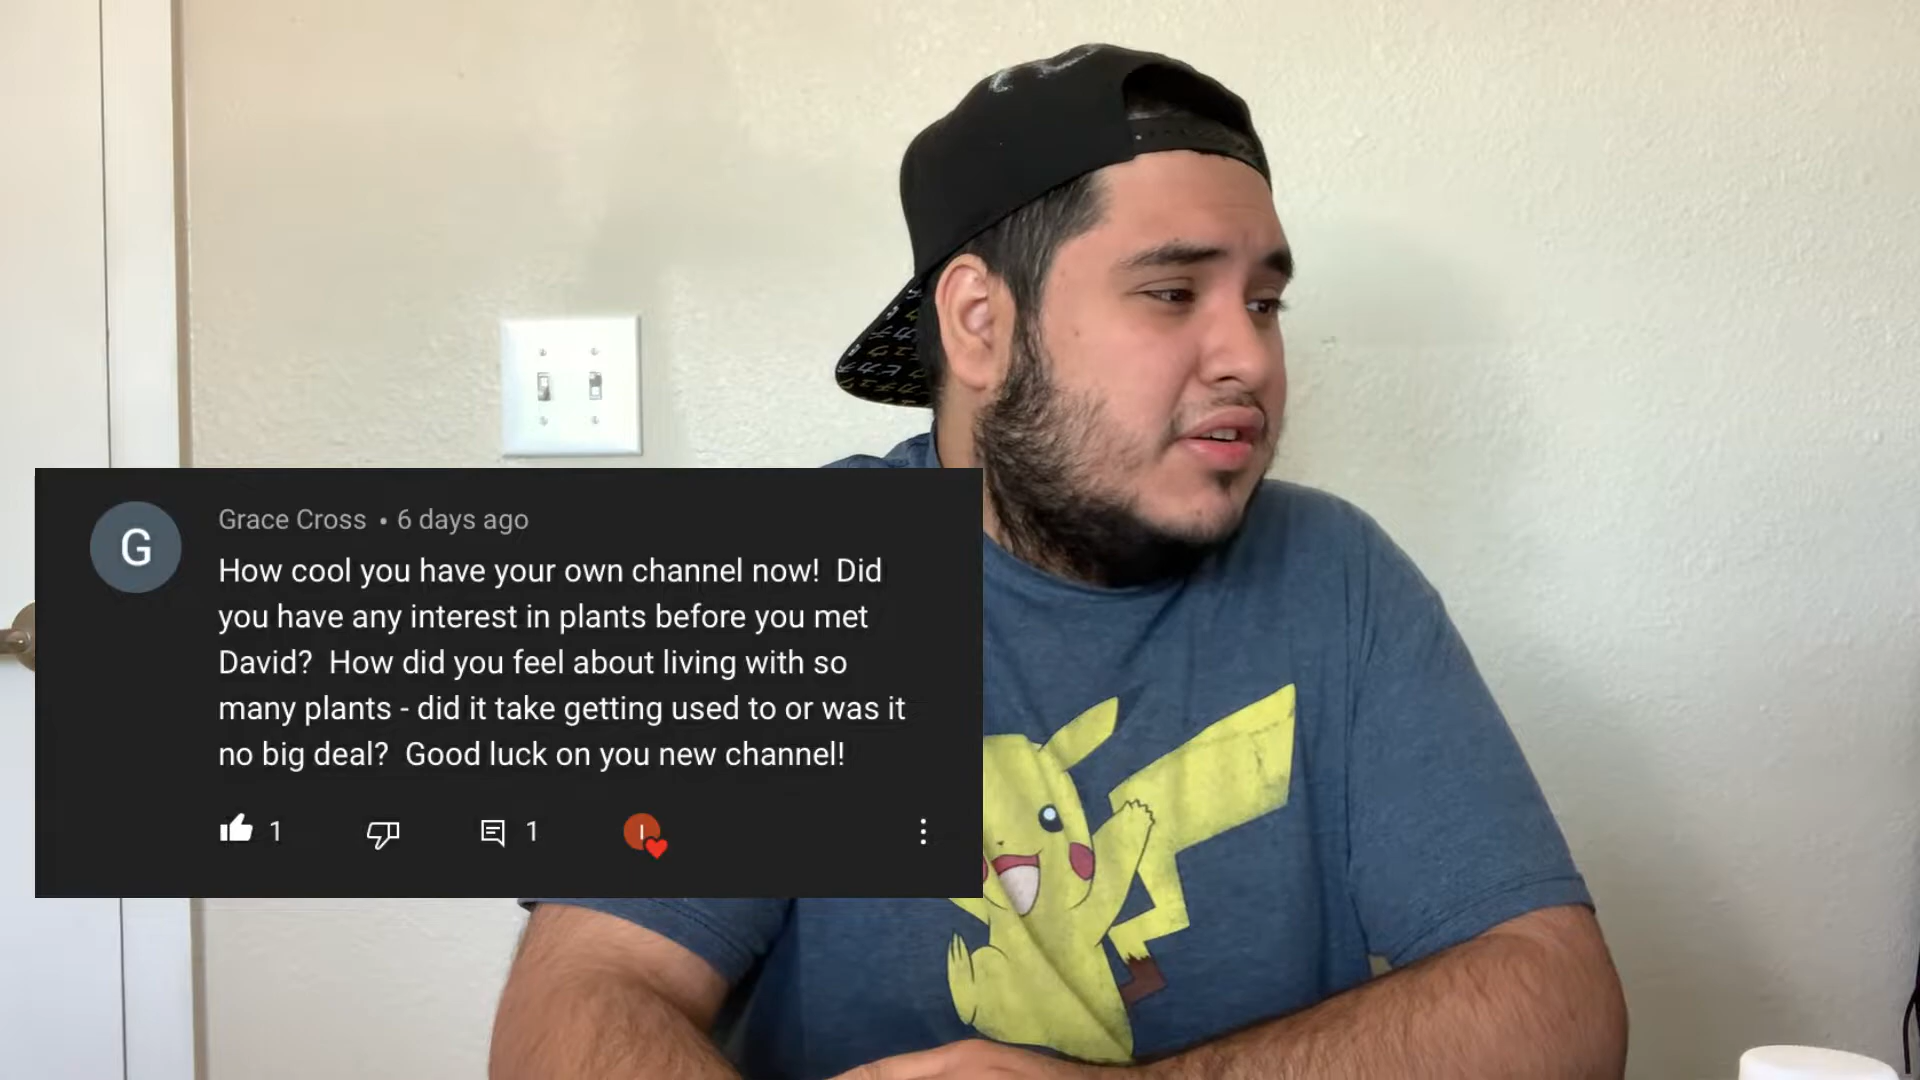 Grace Cross • 6 days ago
G
How cool you have your own channel now!  Did
you have any interest in plants before you met
David?  How did you feel about living with so
many plants - did it take getting used to or was it
no big deal?  Good luck on you new channel!
1
1
I